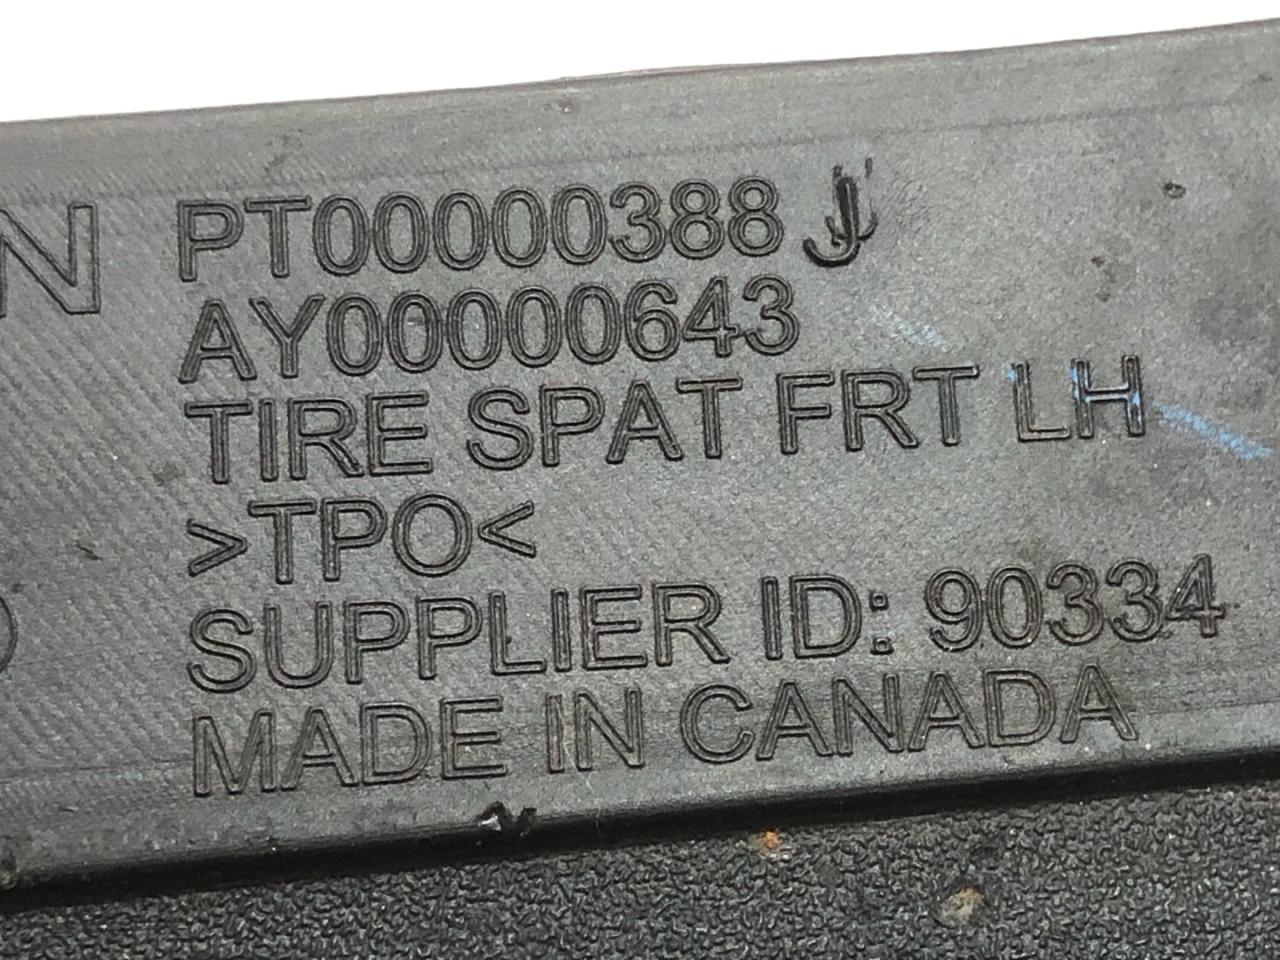 N PT00000388 J
AY00000643
TIRE SPAT FRT LH
>TPO<
SUPPLIER ID: 90334
MADE IN CANADA